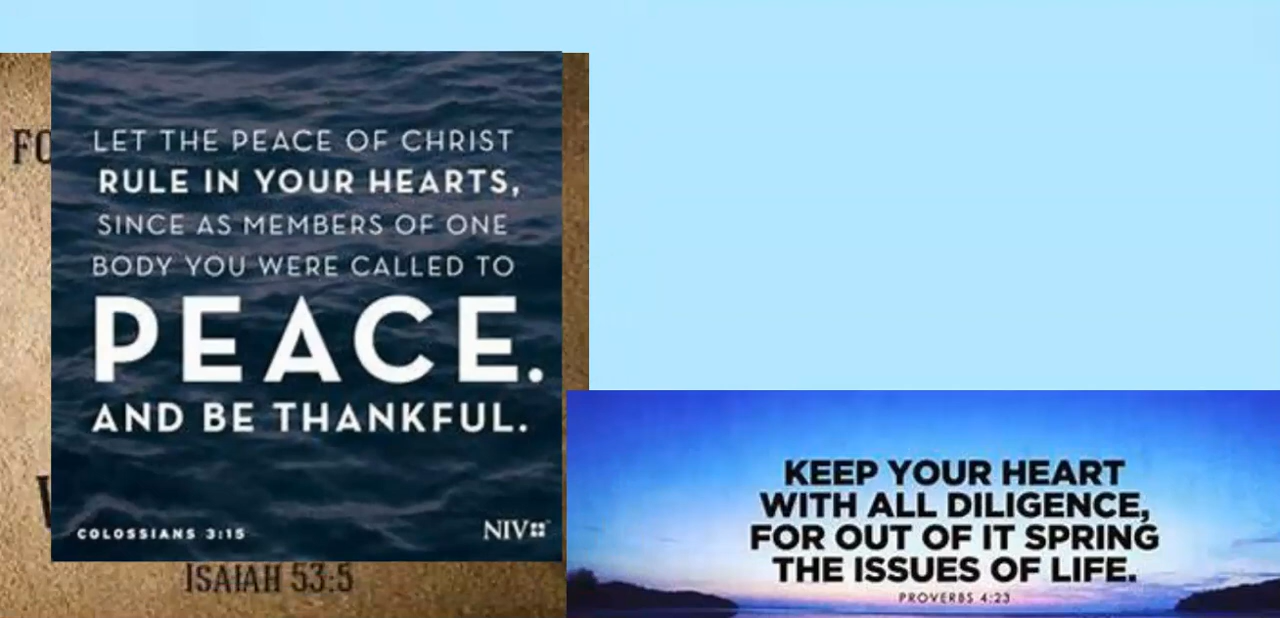 FO
LET THE PEACE OF CHRIST
RULE IN YOUR HEARTS,
SINCE AS MEMBERS OF ONE
BODY YOU WERE CALLED TO
PEACE.
AND BE THANKFUL.
COLOSSIANS 3:15
NIV
ISAIAH 53:5
KEEP YOUR HEART
WITH ALL DILIGENCE,
FOR OUT OF IT SPRING
THE ISSUES OF LIFE.
PROVERBS 4:23